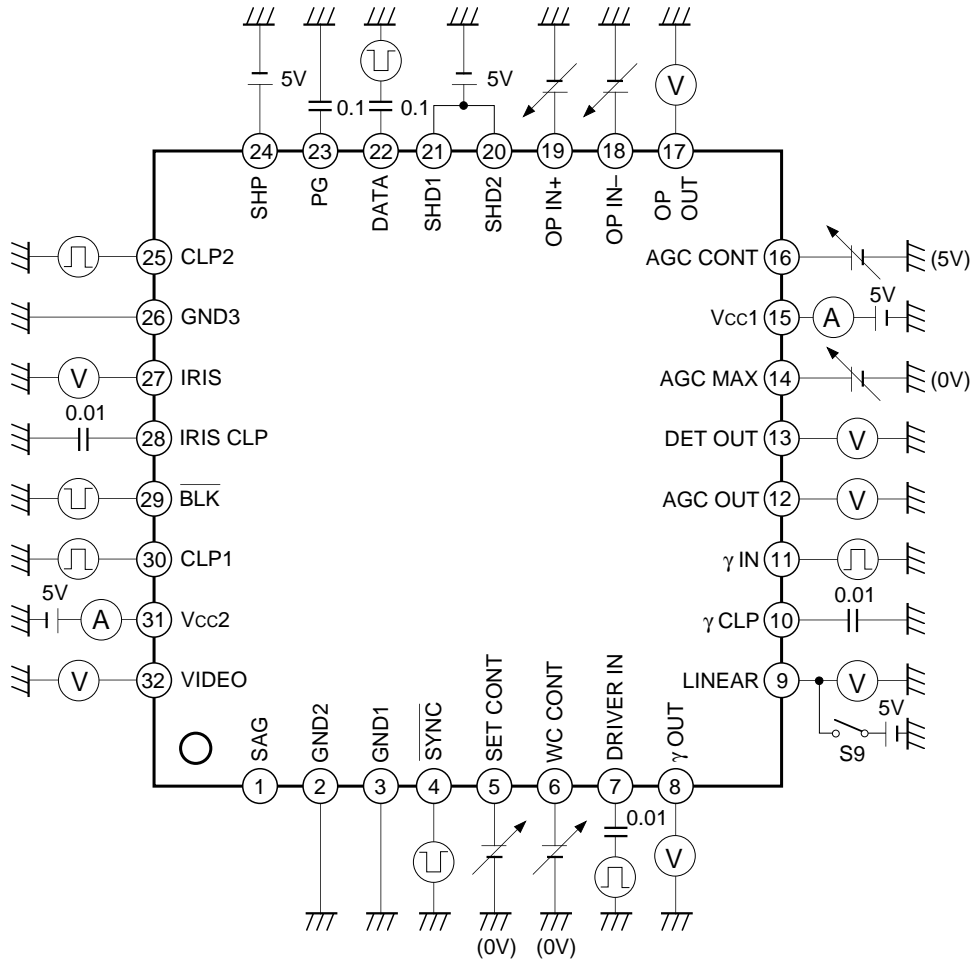 5V
0.1
0.1
5V
V
24
23
22
21
20
19
18
17
SHP
PG
DATA
SHD1
SHD2
OP IN+
OP IN–
OP OUT
25 CLP2
26 GND3
V 27 IRIS
0.01
28 IRIS CLP
29 BLK
30 CLP1
5V
A 31 Vcc2
V 32 VIDEO
AGC CONT 16 (5V)
Vcc1 15 A 5V
AGC MAX 14 (0V)
DET OUT 13 V
AGC OUT 12 V
γ IN 11
0.01
γ CLP 10
LINEAR 9 V
5V
S9
SAG
GND2
GND1
SYNC
SET CONT
WC CONT
DRIVER IN
γ OUT
1
2
3
4
5
6
7
8
0.01
V
(0V)
(0V)